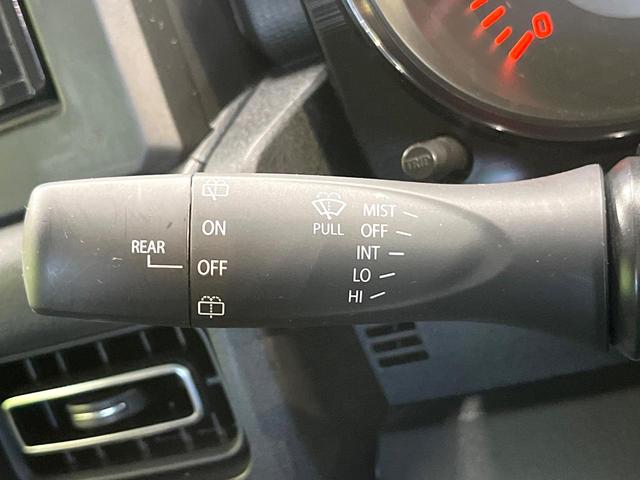 ON
REAR
OFF
PULL
MIST
OFF
INT
LO
HI
TRIP